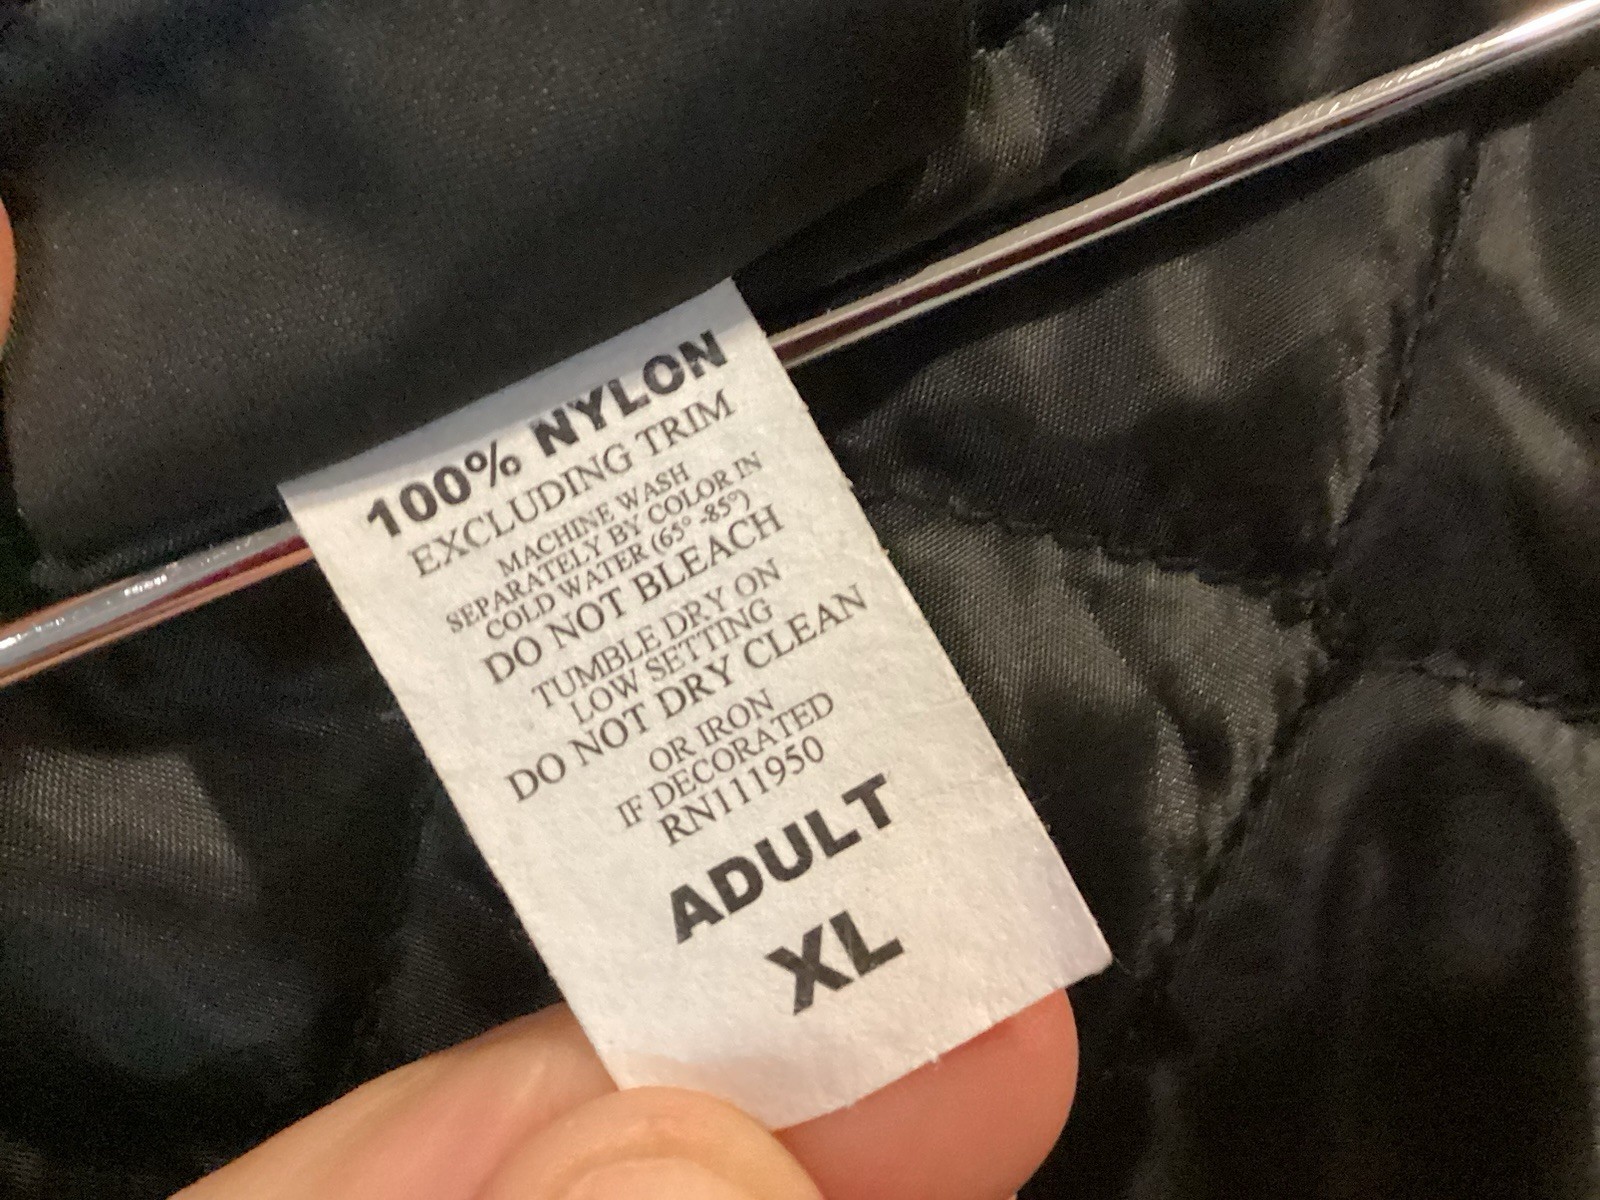 100% NYLON
EXCLUDING TRIM
MACHINE WASH
SEPARATELY BY COLOR IN
COLD WATER (65° -85°)
DO NOT BLEACH
TUMBLE DRY ON
LOW SETTING
DO NOT DRY CLEAN
OR IRON
IF DECORATED
RN111950
ADULT
XL